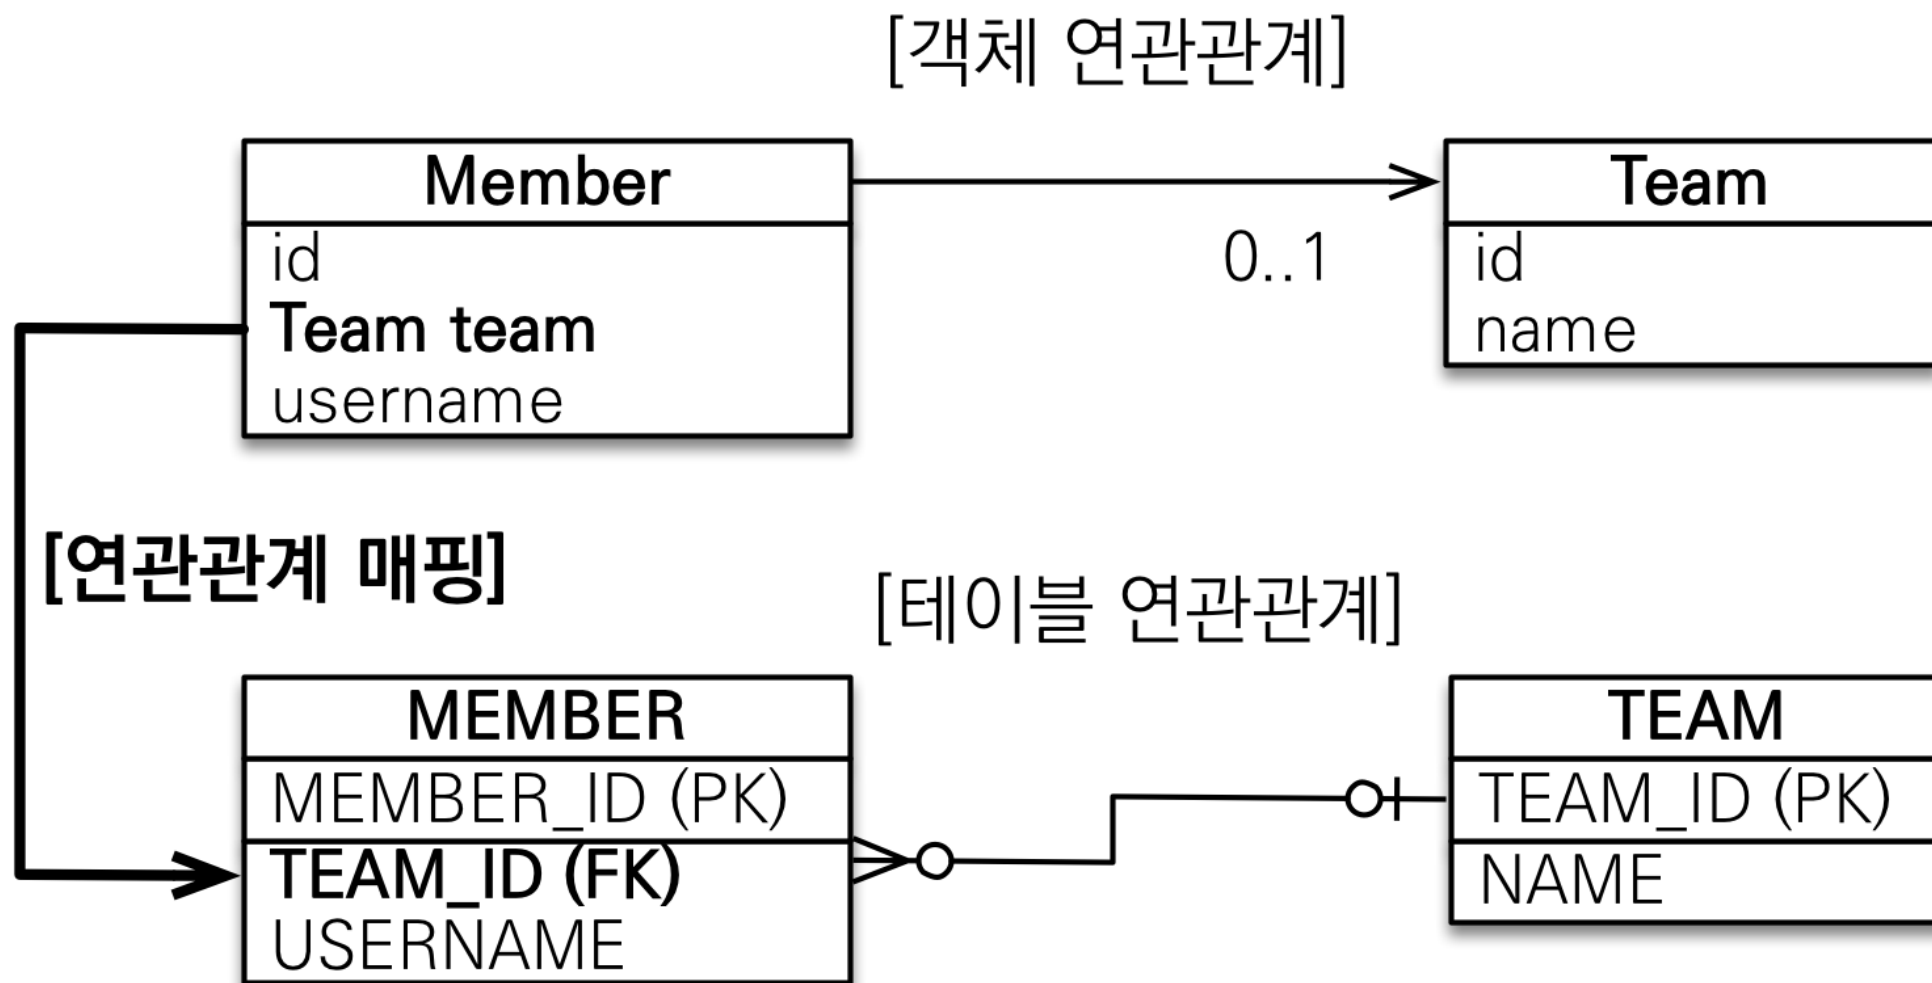 [객체 연관관계]
Member
id
Team team
username
0..1
Team
id
name
[연관관계 매핑]
[테이블 연관관계]
MEMBER
MEMBER_ID (PK)
TEAM_ID (FK)
USERNAME
TEAM
TEAM_ID (PK)
NAME